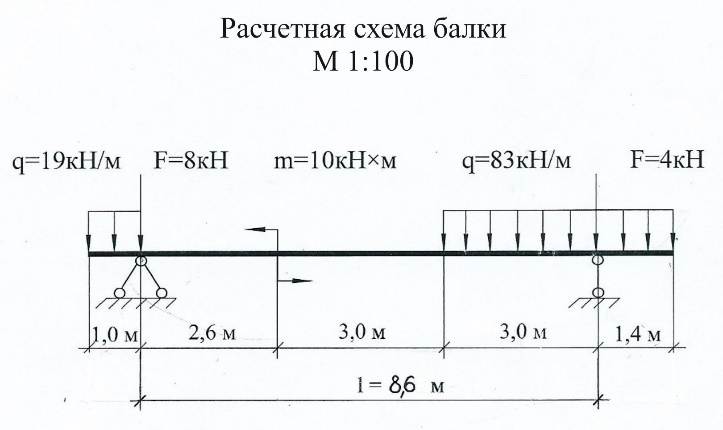 Расчетная схема балки
М 1:100
q=19кН/м F=8кН m=10кН×м q=83кН/м F=4кН
1,0 м 2,6 м 3,0 м 3,0 м 1,4 м
l = 8,6 м